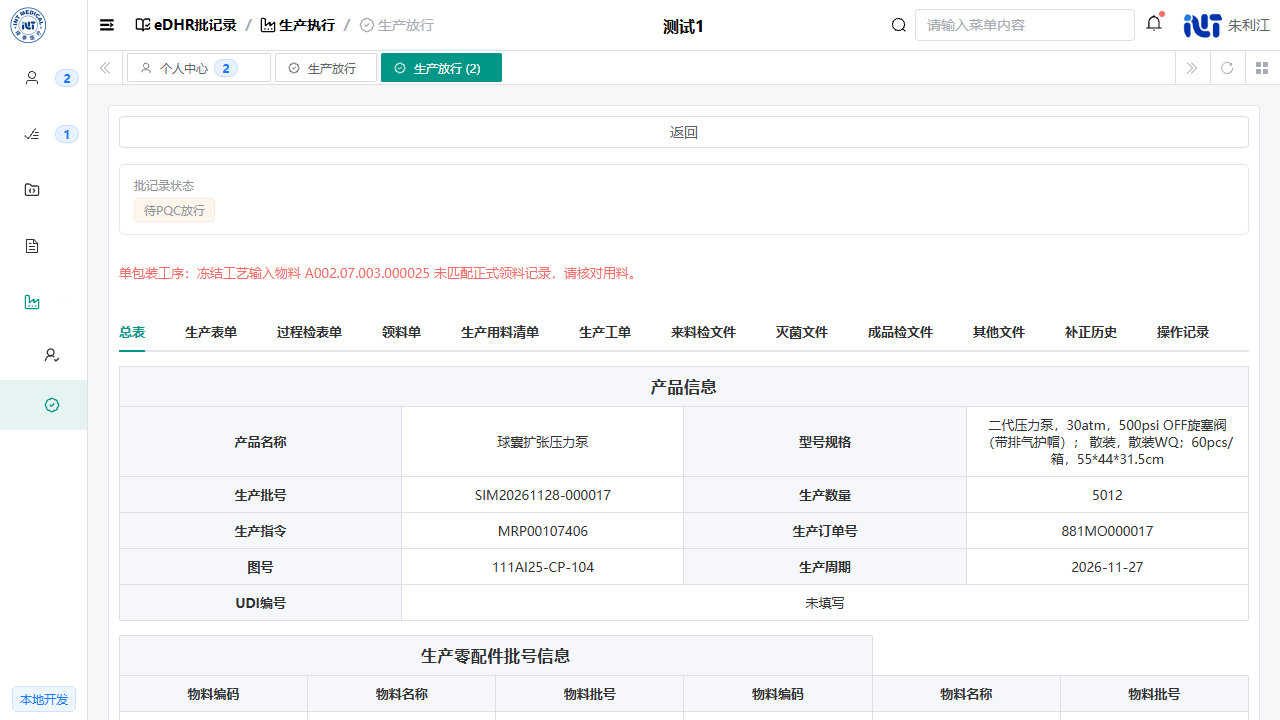 eDHR批记录 / 生产执行 / 生产放行
测试1
请输入菜单内容
INT 朱利江
个人中心 2
生产放行
生产放行 (2)
2
1
本地开发
返回
批记录状态
待PQC放行
单包装工序：冻结工艺输入物料 A002.07.003.000025 未匹配正式领料记录，请核对用料。
总表 生产表单 过程检表单 领料单 生产用料清单 生产工单 来料检文件 灭菌文件 成品检文件 其他文件 补正历史 操作记录
产品信息
产品名称 球囊扩张压力泵 型号规格 二代压力泵，30atm，500psi OFF旋塞阀
（带排气护帽）； 散装，散装WQ；60pcs/
箱，55*44*31.5cm
生产批号 SIM20261128-000017 生产数量 5012
生产指令 MRP00107406 生产订单号 881MO000017
图号 111AI25-CP-104 生产周期 2026-11-27
UDI编号 未填写
生产零配件批号信息
物料编码 物料名称 物料批号 物料编码 物料名称 物料批号